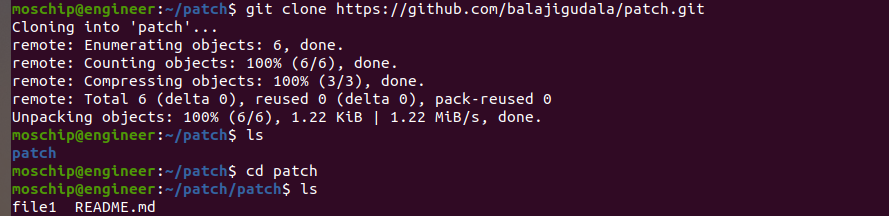 moschip@engineer:~/patch$ git clone https://github.com/balajigudala/patch.git
Cloning into 'patch'...
remote: Enumerating objects: 6, done.
remote: Counting objects: 100% (6/6), done.
remote: Compressing objects: 100% (3/3), done.
remote: Total 6 (delta 0), reused 0 (delta 0), pack-reused 0
Unpacking objects: 100% (6/6), 1.22 KiB | 1.22 MiB/s, done.
moschip@engineer:~/patch$ ls
patch
moschip@engineer:~/patch$ cd patch
moschip@engineer:~/patch/patch$ ls
file1  README.md